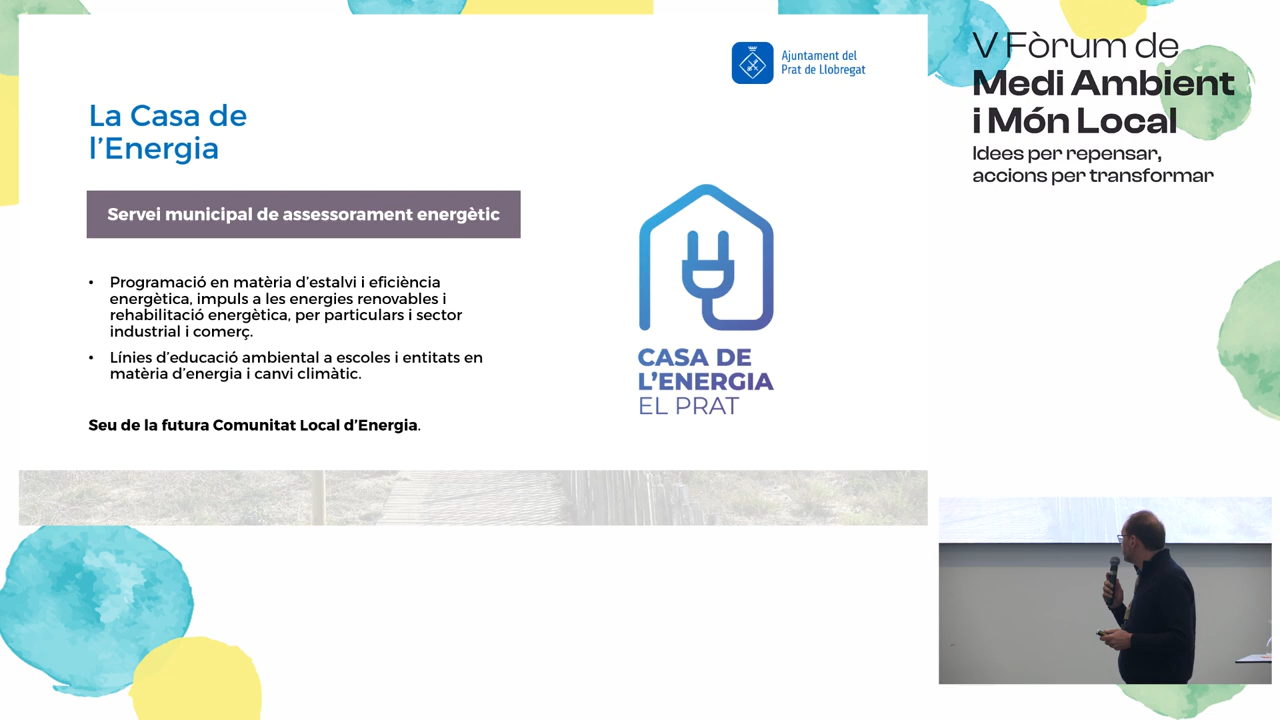 Ajuntament del
Prat de Llobregat
La Casa de
l'Energia
Servei municipal de assessorament energètic
• Programació en matèria d'estalvi i eficiència
energètica, impuls a les energies renovables i
rehabilitació energètica, per particulars i sector
industrial i comerç.
• Línies d'educació ambiental a escoles i entitats en
matèria d'energia i canvi climàtic.
Seu de la futura Comunitat Local d'Energia.
CASA DE
L'ENERGIA
EL PRAT
V Fòrum de
Medi Ambient
i Món Local
Idees per repensar,
accions per transformar